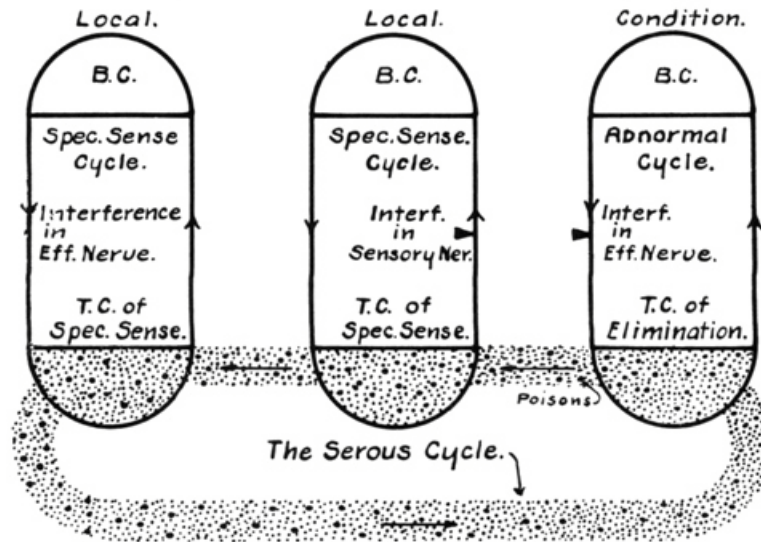 Local.
B.C.
Spec. Sense
Cycle.
Interference
in
Eff. Nerve.
T.C. of
Spec. Sense.
Local.
B.C.
Spec. Sense.
Cycle.
Interf.
in
Sensory Ner.
T.C. of
Spec. Sense.
Condition.
B.C.
Abnormal
Cycle.
Interf.
in
Eff. Nerve.
T.C. of
Elimination.
Poisons
The Serous Cycle.